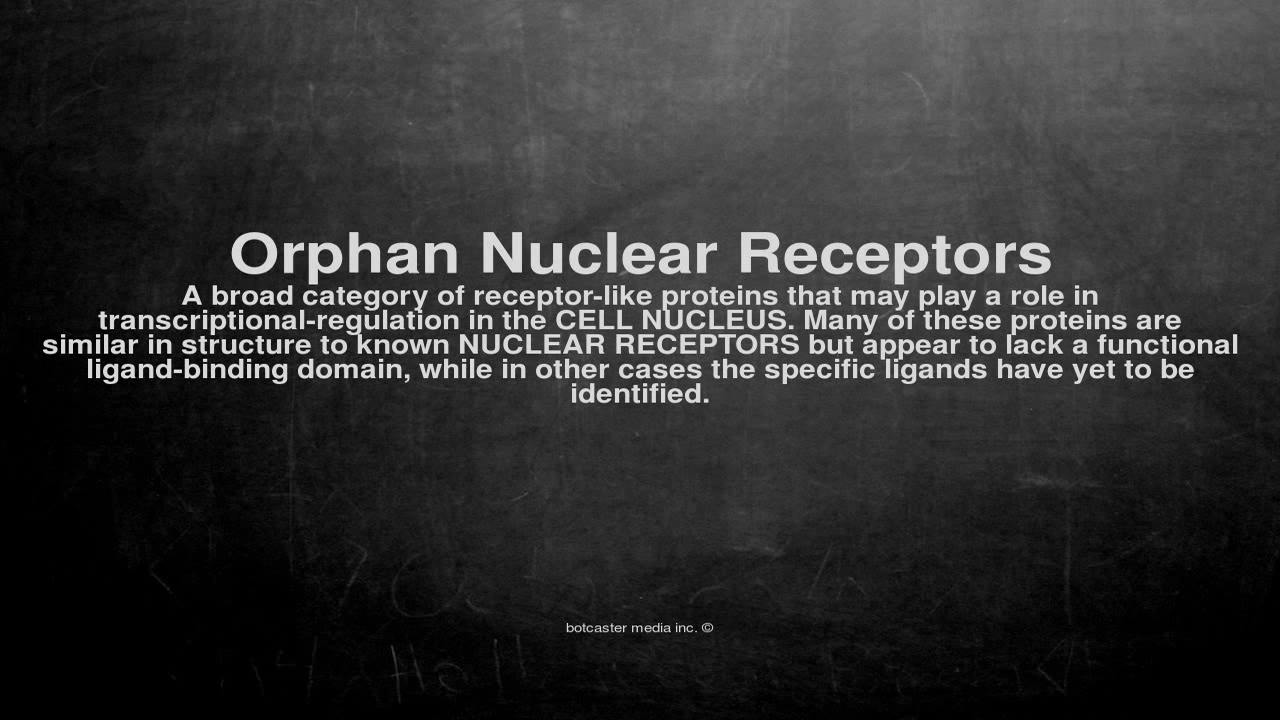 Orphan Nuclear Receptors
A broad category of receptor-like proteins that may play a role in
transcriptional-regulation in the CELL NUCLEUS. Many of these proteins are
similar in structure to known NUCLEAR RECEPTORS but appear to lack a functional
ligand-binding domain, while in other cases the specific ligands have yet to be
identified.
botcaster media inc. ©